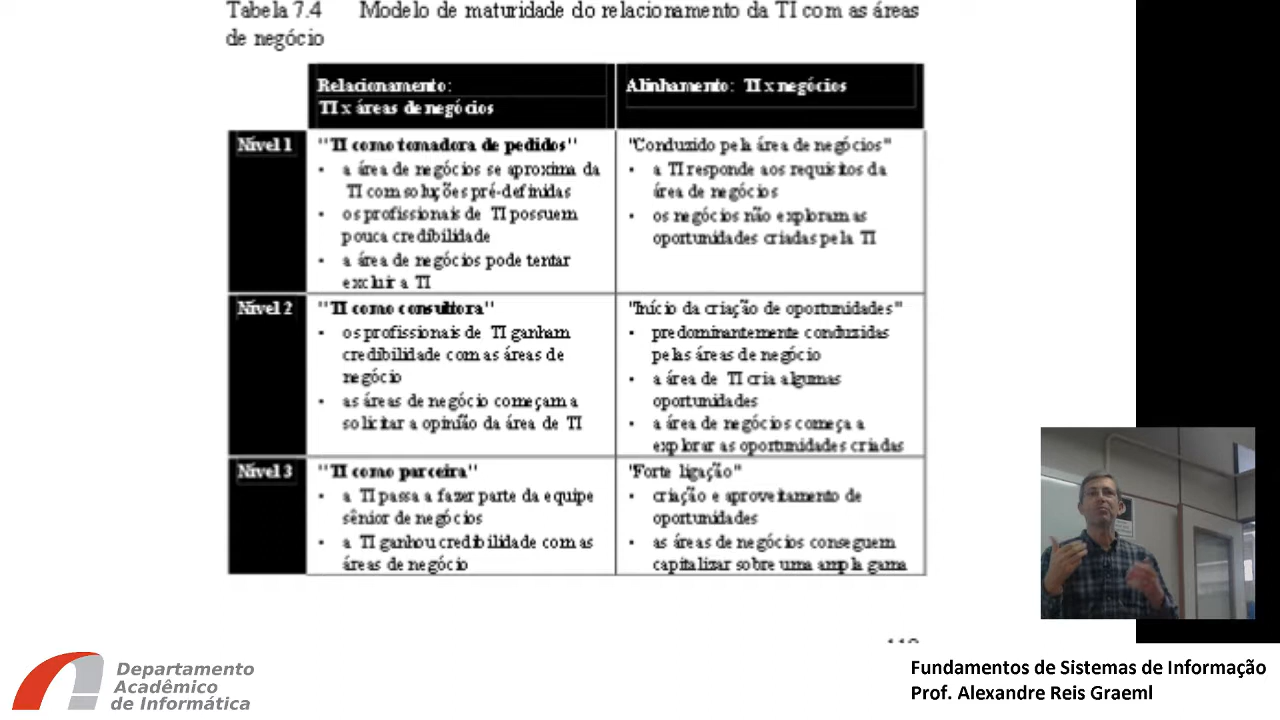 Tabela 7.4 Modelo de maturidade do relacionamento da TI com as áreas
de negócio
Relacionamento:
TI x áreas de negócios
Alinhamento: TI x negócios
Nível 1
"TI como tomadora de pedidos"
• a área de negócios se aproxima da
TI com soluções pré-definidas
• os profissionais de TI possuem
pouca credibilidade
• a área de negócios pode tentar
excluir a TI
"Conduzido pela área de negócios"
• a TI responde aos requisitos da
área de negócios
• os negócios não exploram as
oportunidades criadas pela TI
Nível 2
"TI como consultora"
• os profissionais de TI ganham
credibilidade com as áreas de
negócio
• as áreas de negócio começam a
solicitar a opinião da área de TI
"Início da criação de oportunidades"
• predominantemente conduzidas
pelas áreas de negócio
• a área de TI cria algumas
oportunidades
• a área de negócios começa a
explorar as oportunidades criadas
Nível 3
"TI como parceira"
• a TI passa a fazer parte da equipe
sênior de negócios
• a TI ganhou credibilidade com as
áreas de negócio
"Forte ligação"
• criação e aproveitamento de
oportunidades
• as áreas de negócios conseguem
capitalizar sobre uma ampla gama
Departamento
Acadêmico
de Informática
Fundamentos de Sistemas de Informação
Prof. Alexandre Reis Graeml